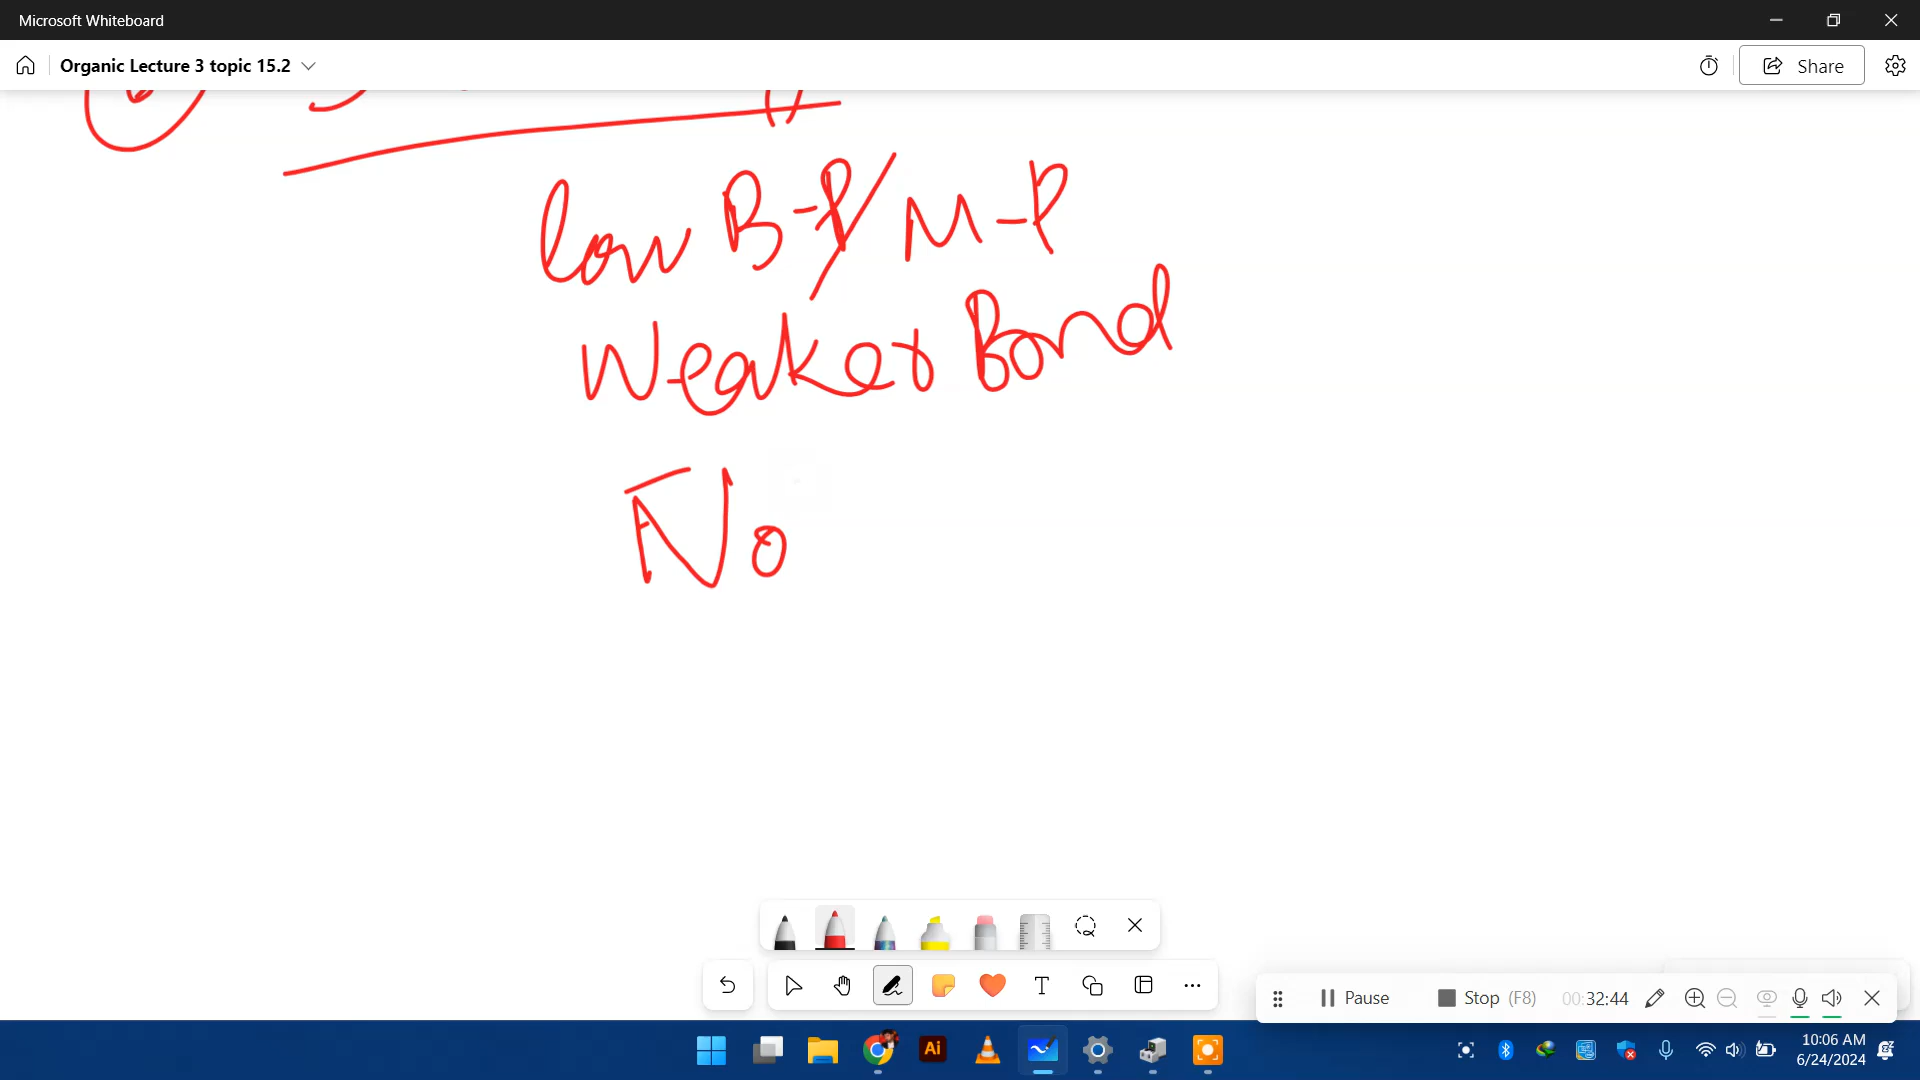 Microsoft Whiteboard
Organic Lecture 3 topic 15.2
Share
low B-P/M-P
Weaker Bond
No
Pause
Stop (F8)
00:32:44
Ai
10:06 AM
6/24/2024